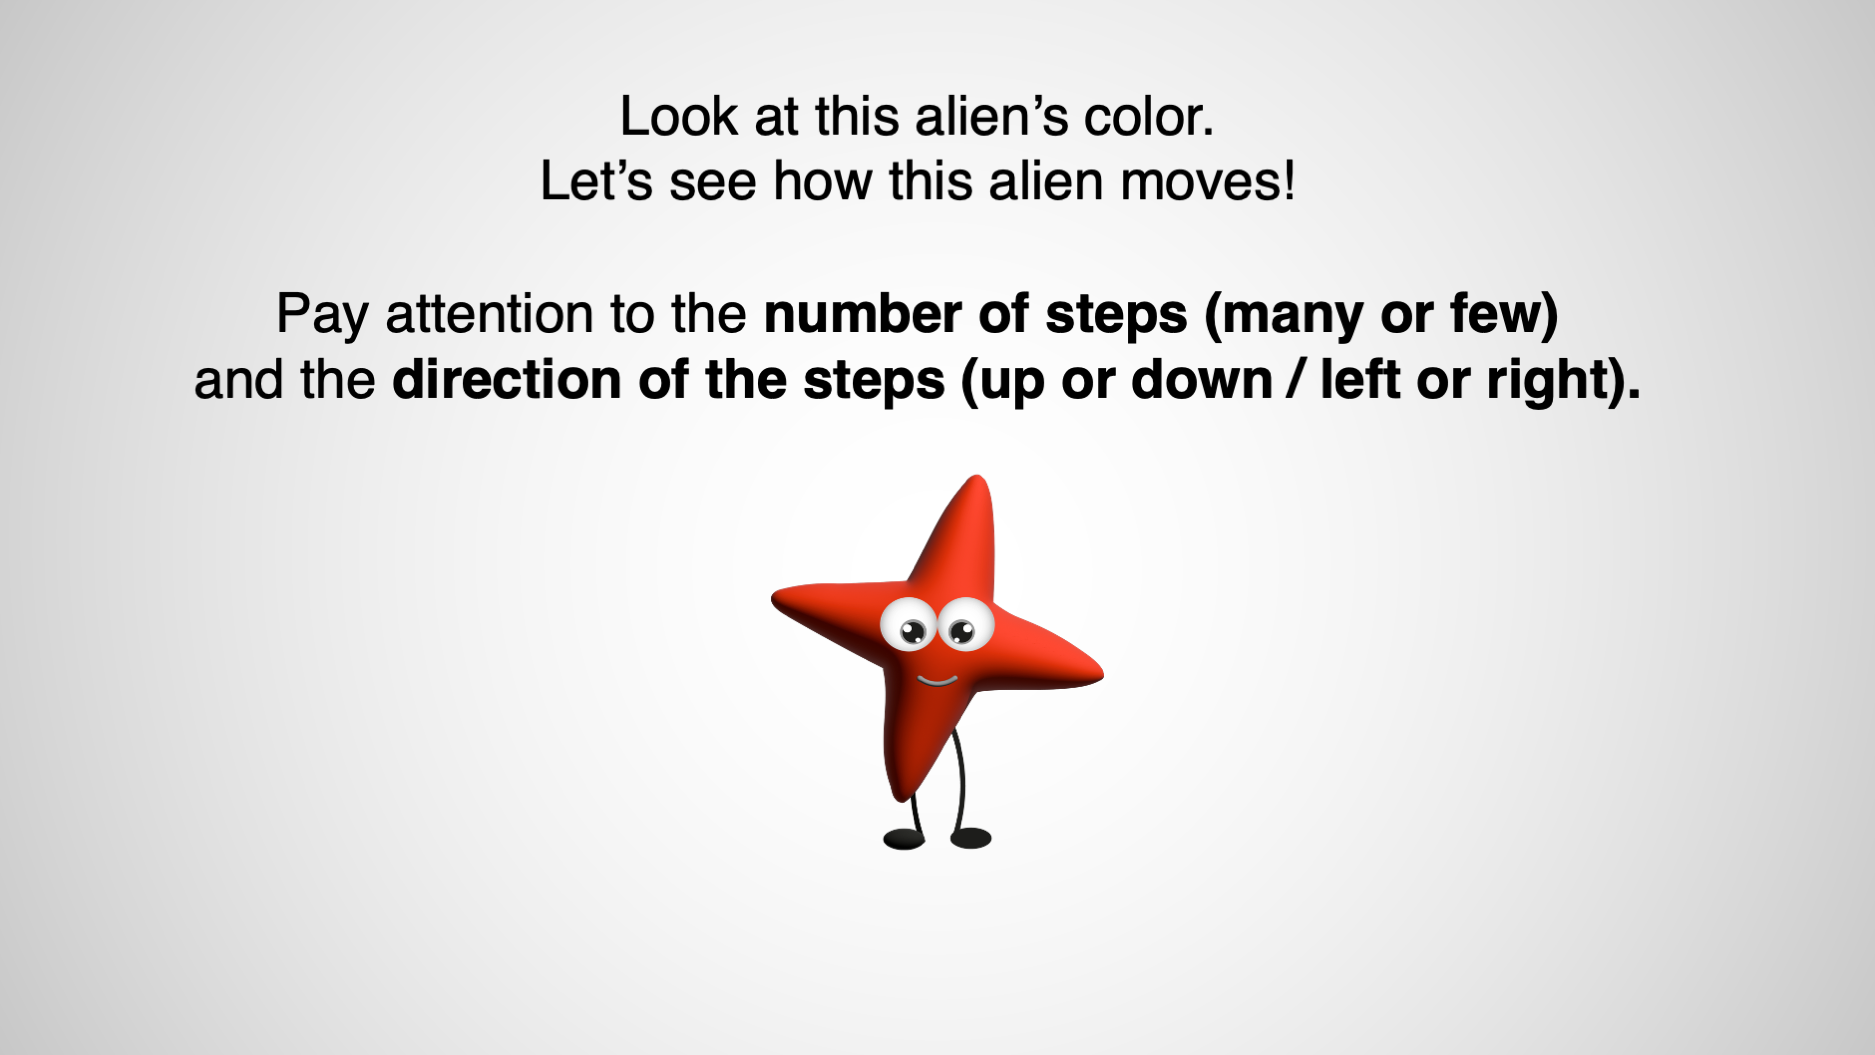 Look at this alien’s color.
Let’s see how this alien moves!
Pay attention to the number of steps (many or few)
and the direction of the steps (up or down / left or right).